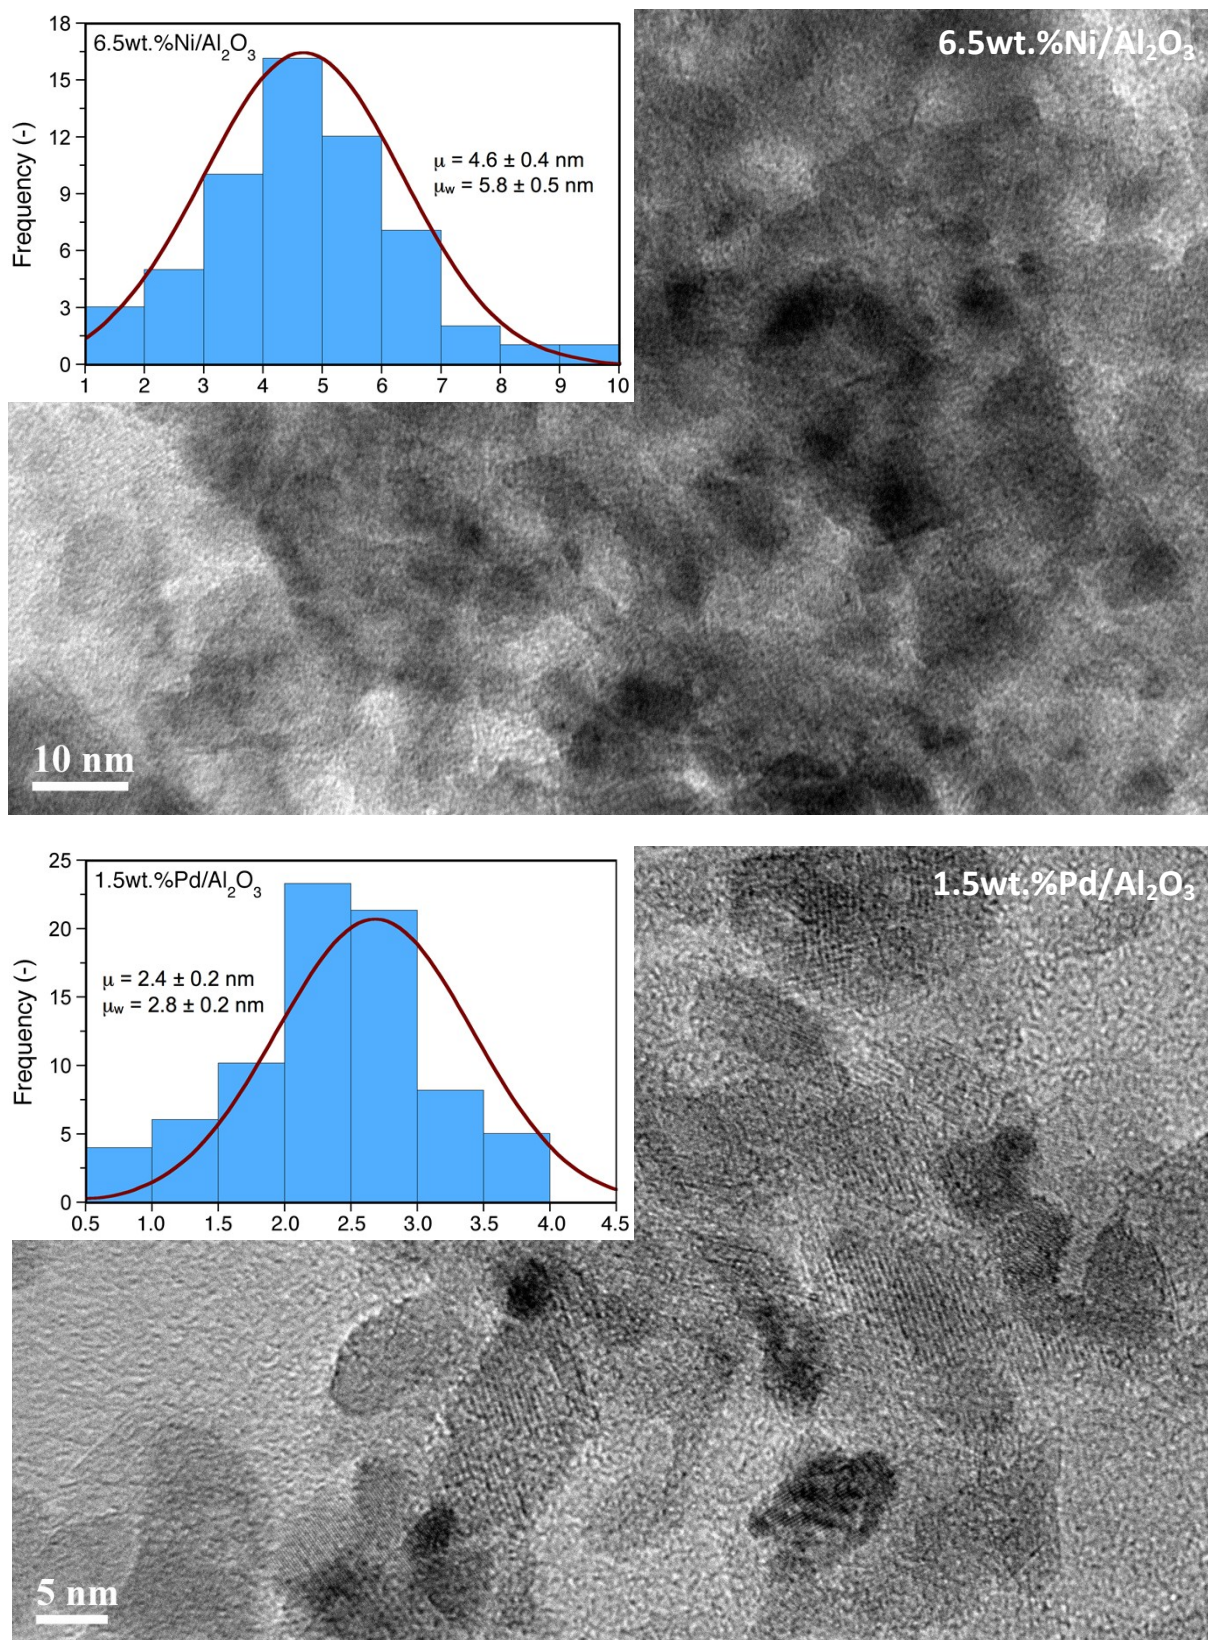 6.5wt.%Ni/Al₂O₃
6.5wt.%Ni/Al₂O₃
18
15
12
9
6
3
0
Frequency (-)
μ = 4.6 ± 0.4 nm
μw = 5.8 ± 0.5 nm
1 2 3 4 5 6 7 8 9 10
10 nm
1.5wt.%Pd/Al₂O₃
1.5wt.%Pd/Al₂O₃
25
20
15
10
5
0
Frequency (-)
μ = 2.4 ± 0.2 nm
μw = 2.8 ± 0.2 nm
0.5 1.0 1.5 2.0 2.5 3.0 3.5 4.0 4.5
5 nm